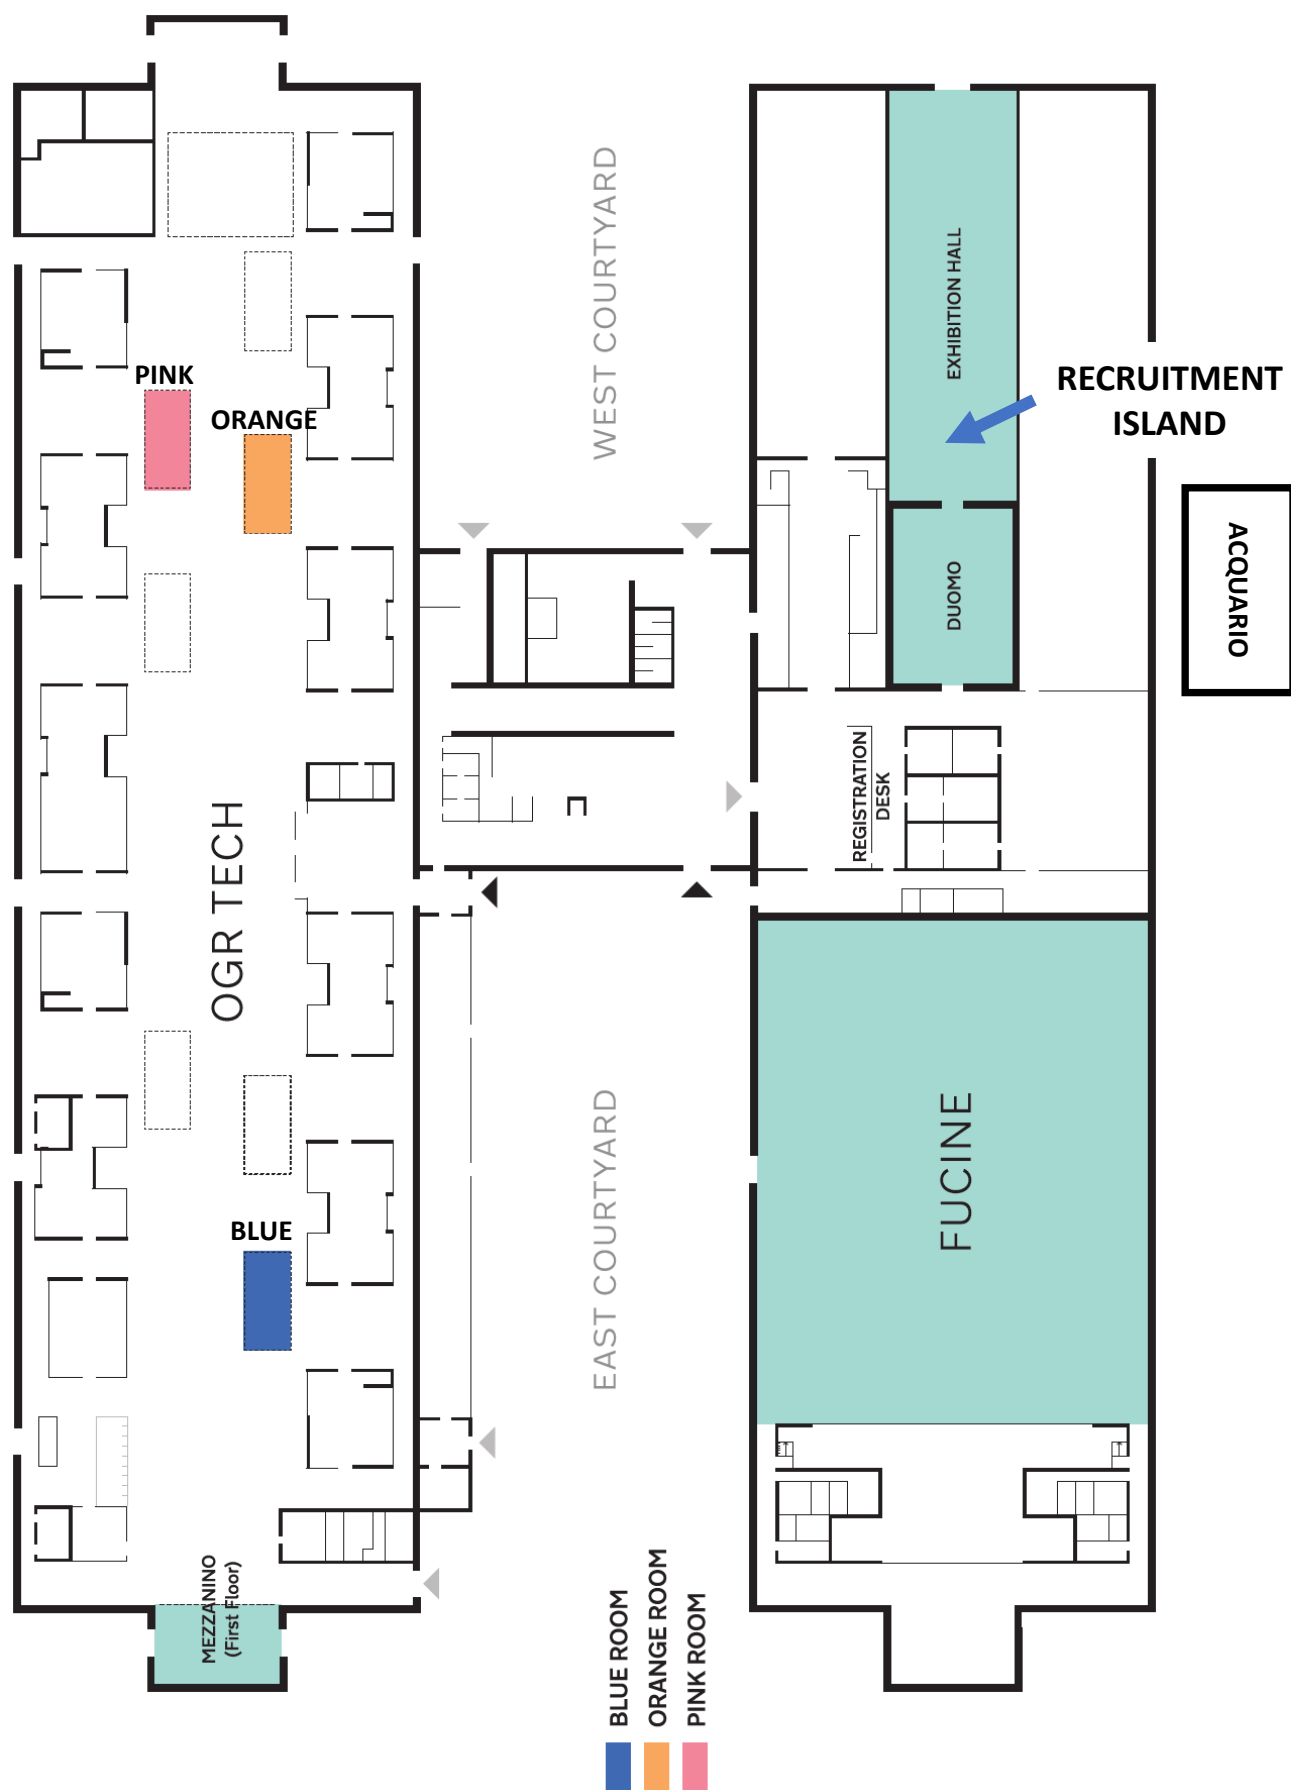 PINK
ORANGE
WEST COURTYARD
EXHIBITION HALL
RECRUITMENT
ISLAND
ACQUARIO
DUOMO
REGISTRATION
DESK
OGR TECH
BLUE
EAST COURTYARD
FUCINE
MEZZANINO
(First Floor)
BLUE ROOM
ORANGE ROOM
PINK ROOM